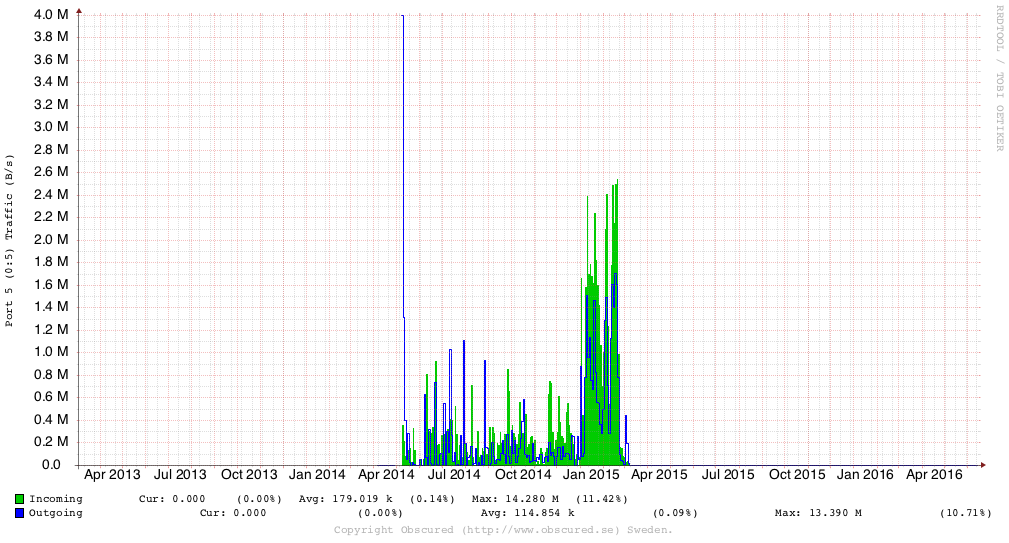 RRDTOOL / TOBI OETIKER
Port 5 (0:5) Traffic (B/s)
4.0 M
3.8 M
3.6 M
3.4 M
3.2 M
3.0 M
2.8 M
2.6 M
2.4 M
2.2 M
2.0 M
1.8 M
1.6 M
1.4 M
1.2 M
1.0 M
0.8 M
0.6 M
0.4 M
0.2 M
0.0
Apr 2013 Jul 2013 Oct 2013 Jan 2014 Apr 2014 Jul 2014 Oct 2014 Jan 2015 Apr 2015 Jul 2015 Oct 2015 Jan 2016 Apr 2016
Incoming Cur: 0.000 (0.00%) Avg: 179.019 k (0.14%) Max: 14.280 M (11.42%)
Outgoing Cur: 0.000 (0.00%) Avg: 114.854 k (0.09%) Max: 13.390 M (10.71%)
Copyright Obscured (http://www.obscured.se) Sweden.